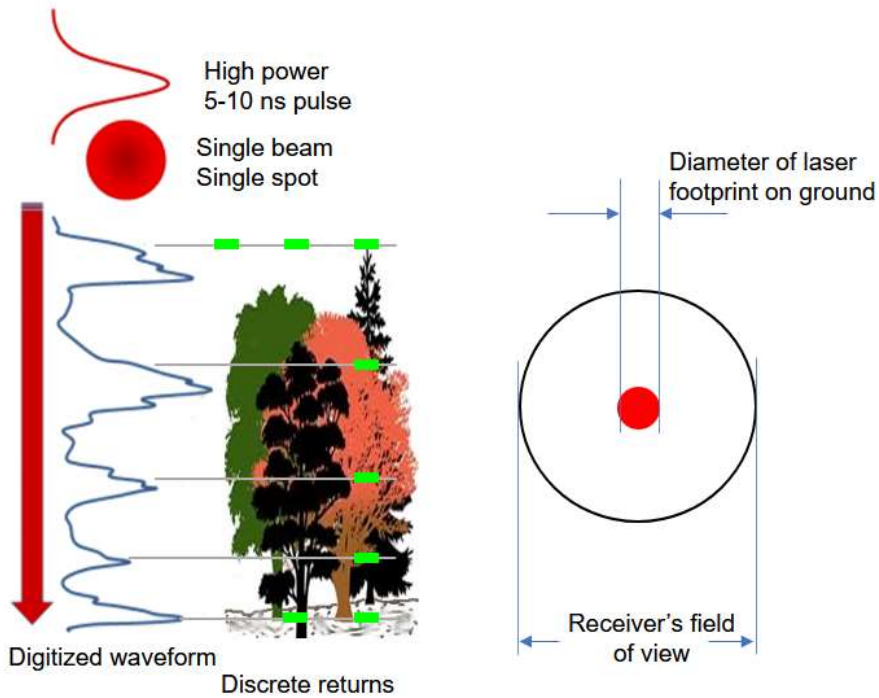 High power
5-10 ns pulse
Single beam
Single spot
Diameter of laser
footprint on ground
Receiver's field
of view
Digitized waveform
Discrete returns